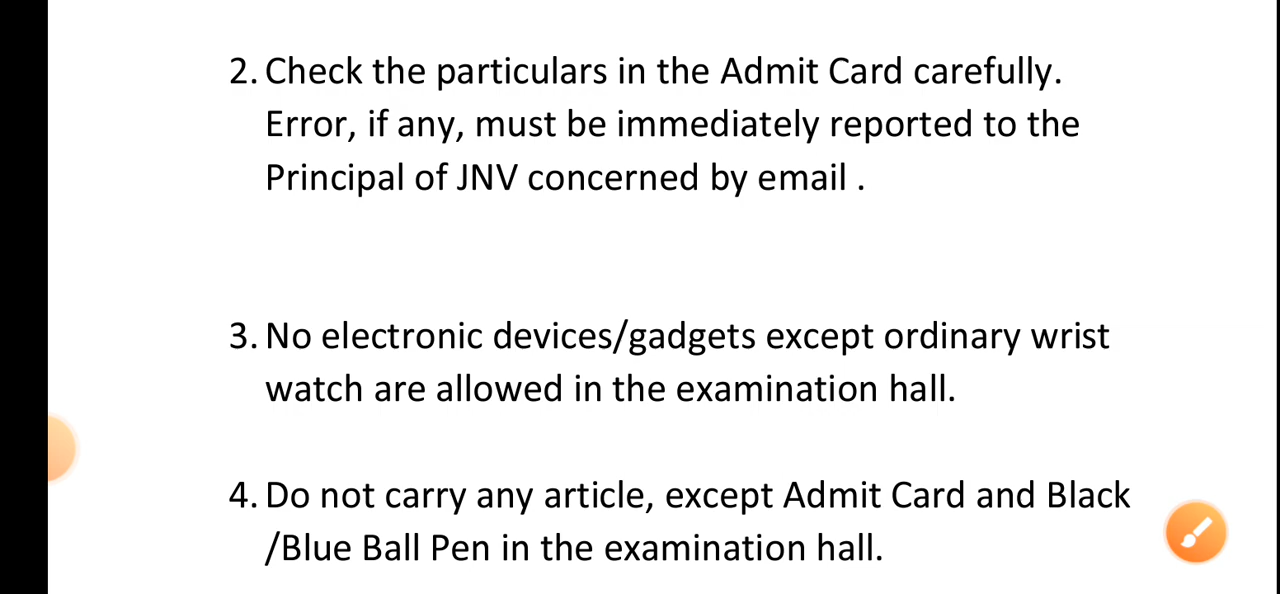 2. Check the particulars in the Admit Card carefully.
Error, if any, must be immediately reported to the
Principal of JNV concerned by email .
3. No electronic devices/gadgets except ordinary wrist
watch are allowed in the examination hall.
4. Do not carry any article, except Admit Card and Black
/Blue Ball Pen in the examination hall.